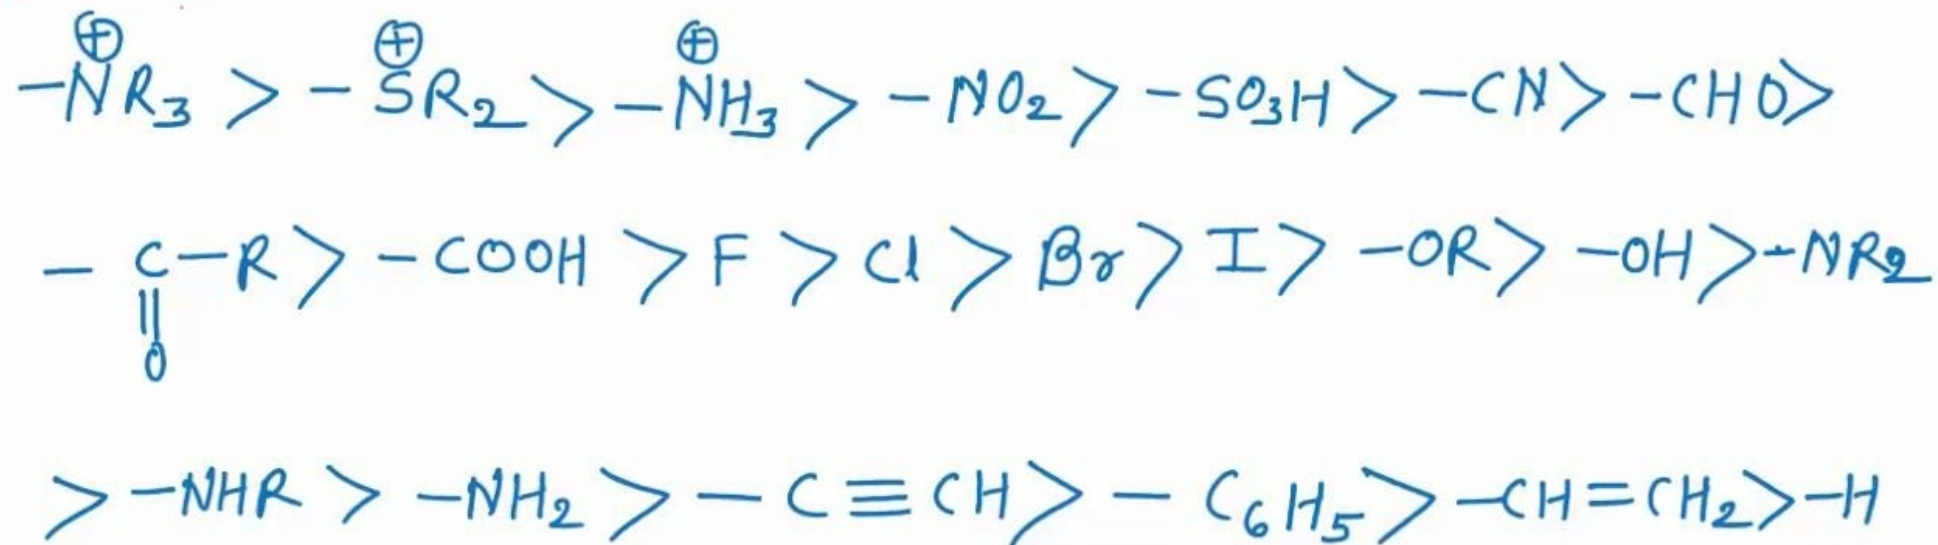 -N⊕R₃ > -S⊕R₂ > -N⊕H₃ > -NO₂ > -SO₃H > -CN > -CHO >
-C(=O)-R > -COOH > F > Cl > Br > I > -OR > -OH > -NR₂
> -NHR > -NH₂ > -C≡CH > -C₆H₅ > -CH=CH₂ > -H